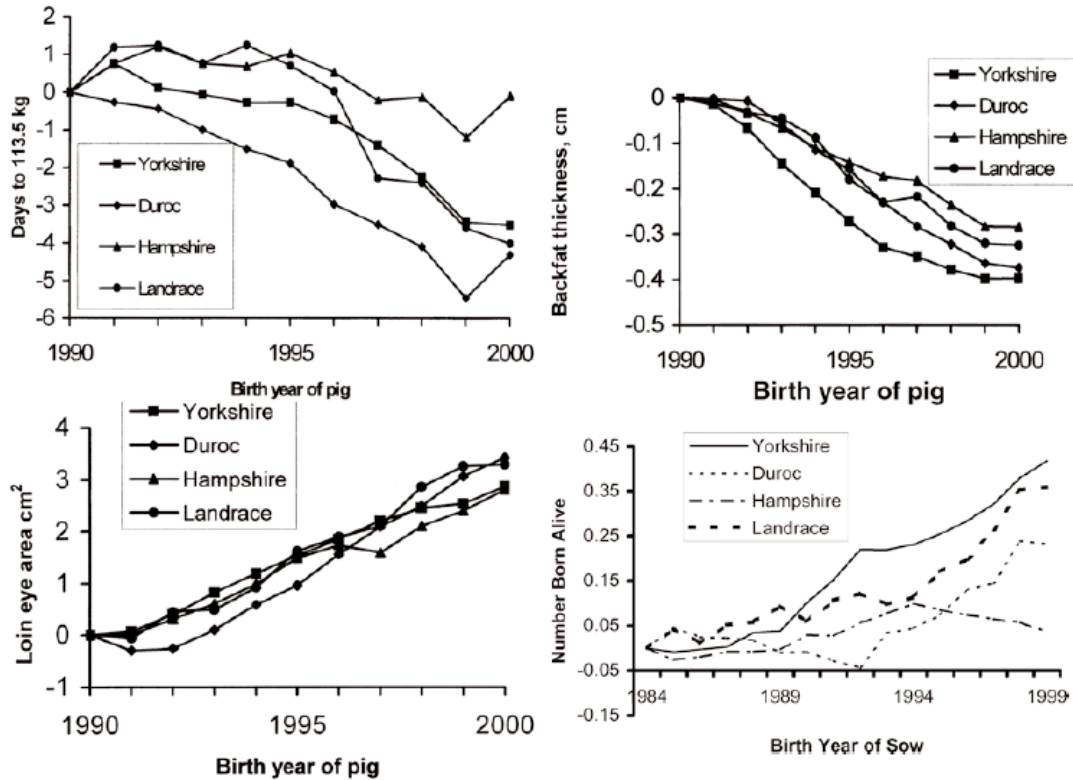 Days to 113.5 kg
2
1
0
-1
-2
-3
-4
-5
-6
Yorkshire
Duroc
Hampshire
Landrace
1990
1995
2000
Birth year of pig
Backfat thickness, cm
0
-0.1
-0.2
-0.3
-0.4
-0.5
Yorkshire
Duroc
Hampshire
Landrace
1990
1995
2000
Birth year of pig
Loin eye area cm²
4
3
2
1
0
-1
Yorkshire
Duroc
Hampshire
Landrace
1990
1995
2000
Birth year of pig
Number Born Alive
0.45
0.35
0.25
0.15
0.05
-0.05
-0.15
Yorkshire
Duroc
Hampshire
Landrace
1984
1989
1994
1999
Birth Year of Sow